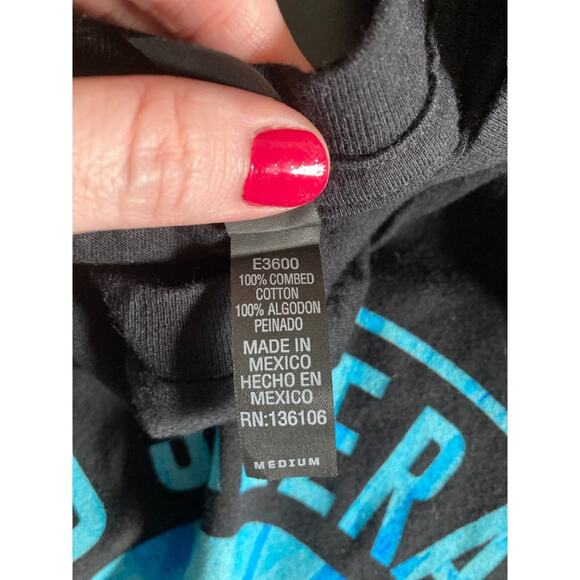 E3600
100% COMBED
COTTON
100% ALGODON
PEINADO
MADE IN
MEXICO
HECHO EN
MEXICO
RN:136106
MEDIUM